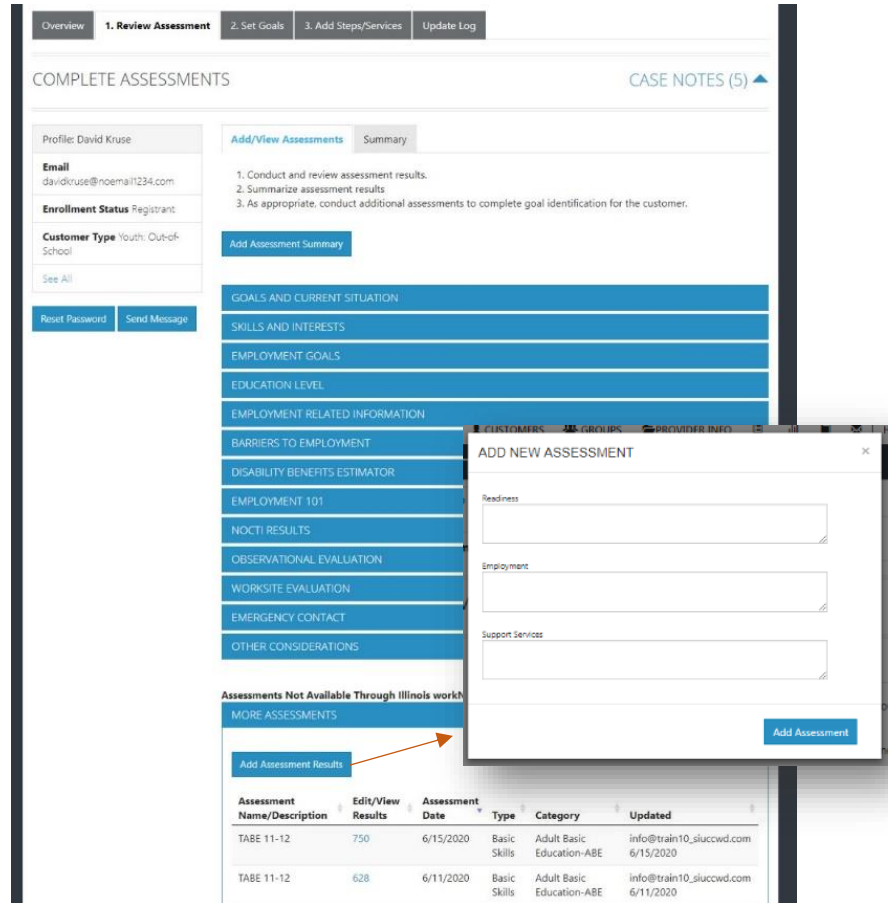 Overview
1. Review Assessment
2. Set Goals
3. Add Steps/Services
Update Log
COMPLETE ASSESSMENTS
CASE NOTES (5)
Profile: David Kruse
Email
davidkruse@noemail1234.com
Enrollment Status Registrant
Customer Type Youth: Out-of-
School
See All
Reset Password
Send Message
Add/View Assessments
Summary
1. Conduct and review assessment results.
2. Summarize assessment results
3. As appropriate, conduct additional assessments to complete goal identification for the customer.
Add Assessment Summary
GOALS AND CURRENT SITUATION
SKILLS AND INTERESTS
EMPLOYMENT GOALS
EDUCATION LEVEL
EMPLOYMENT RELATED INFORMATION
BARRIERS TO EMPLOYMENT
DISABILITY BENEFITS ESTIMATOR
EMPLOYMENT 101
NOCTI RESULTS
OBSERVATIONAL EVALUATION
WORKSITE EVALUATION
EMERGENCY CONTACT
OTHER CONSIDERATIONS
CUSTOMERS
GROUPS
PROVIDER INFO
ADD NEW ASSESSMENT
Readiness
Employment
Support Services
Add Assessment
Assessments Not Available Through Illinois
MORE ASSESSMENTS
Add Assessment Results
Assessment Edit/View Assessment
Name/Description Results Date Type Category Updated
TABE 11-12 750 6/15/2020 Basic Adult Basic info@train10_siuccwd.com
Skills Education-ABE 6/15/2020
TABE 11-12 628 6/11/2020 Basic Adult Basic info@train10_siuccwd.com
Skills Education-ABE 6/11/2020